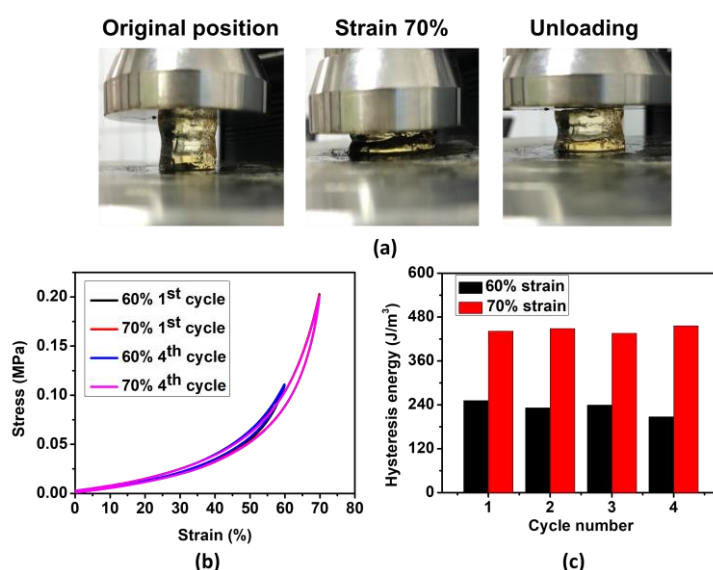 Original position Strain 70% Unloading
(a)
60% 1st cycle
70% 1st cycle
60% 4th cycle
70% 4th cycle
Stress (MPa)
0.20
0.15
0.10
0.05
0.00
0 10 20 30 40 50 60 70 80
Strain (%)
(b)
60% strain
70% strain
Hysteresis energy (J/m³)
600
480
360
240
120
0
1 2 3 4
Cycle number
(c)